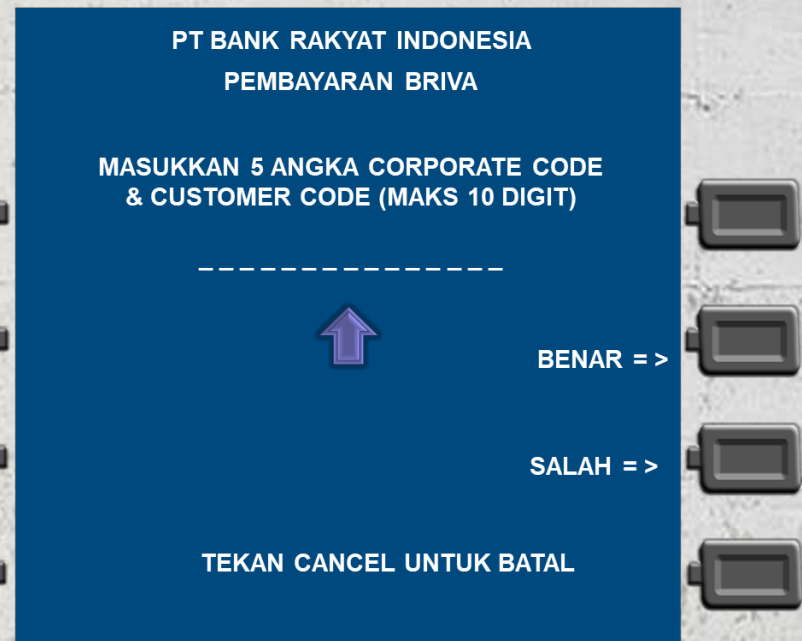 PT BANK RAKYAT INDONESIA
PEMBAYARAN BRIVA
MASUKKAN 5 ANGKA CORPORATE CODE
& CUSTOMER CODE (MAKS 10 DIGIT)
_ _ _ _ _ _ _ _ _ _ _ _ _ _ _
BENAR = >
SALAH = >
TEKAN CANCEL UNTUK BATAL